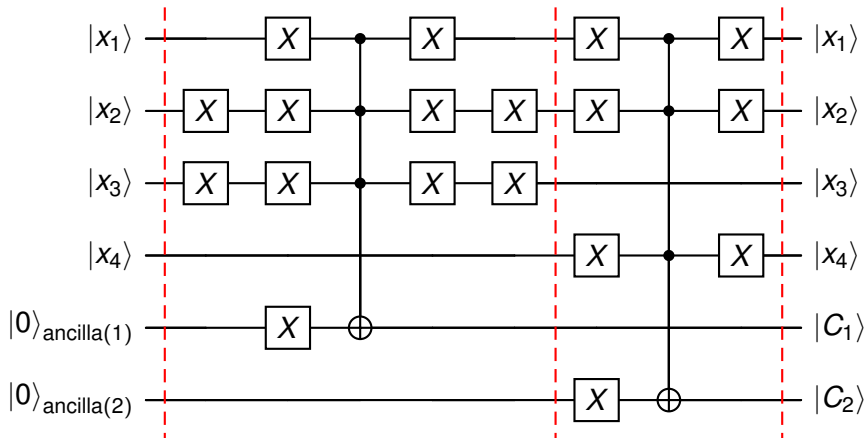 |x₁⟩ X X X X |x₁⟩
|x₂⟩ X X X X X X |x₂⟩
|x₃⟩ X X X X |x₃⟩
|x₄⟩ X X |x₄⟩
|0⟩ancilla(1) X |C₁⟩
|0⟩ancilla(2) X |C₂⟩